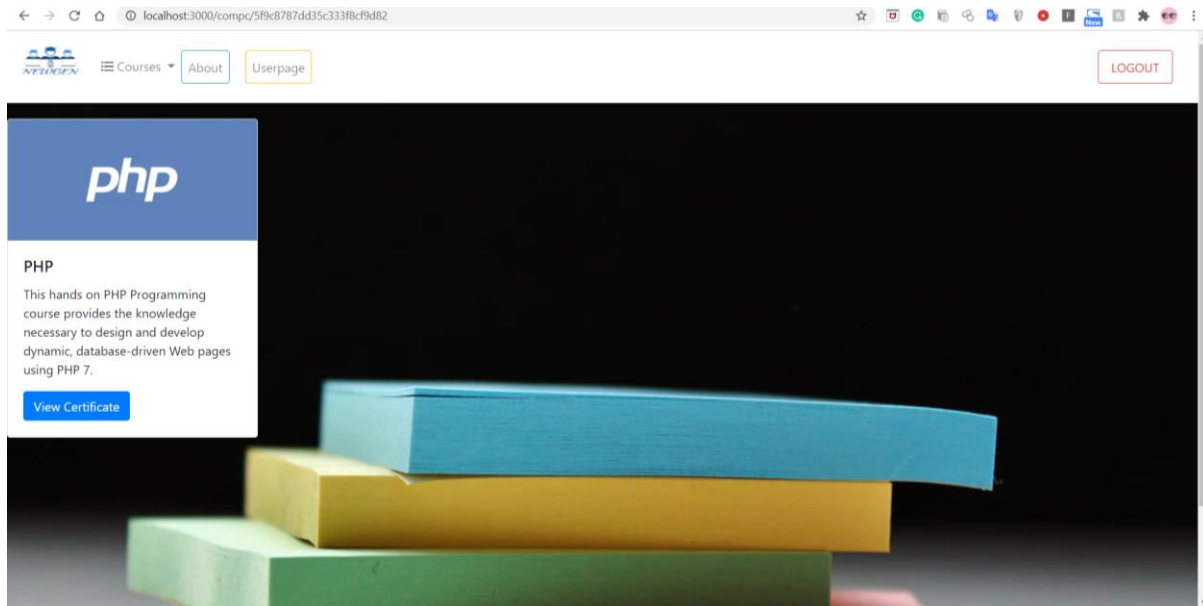 localhost:3000/compc/5f9c8787dd35c333f8cf9d82
New
NEWGEN
Courses
About
Userpage
LOGOUT
php
PHP
This hands on PHP Programming
course provides the knowledge
necessary to design and develop
dynamic, database-driven Web pages
using PHP 7.
View Certificate